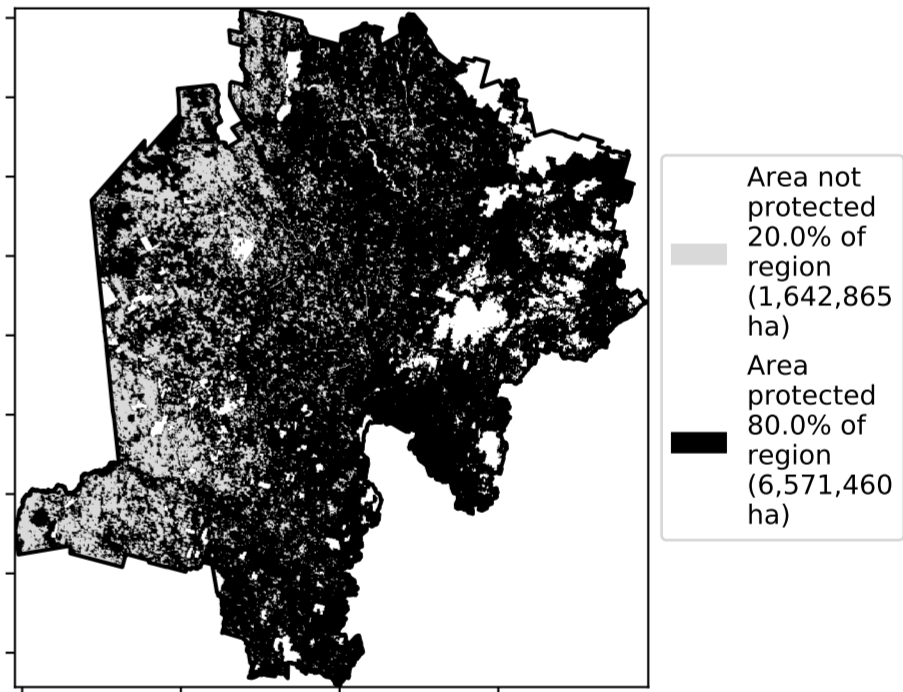 Area not
protected
20.0% of
region
(1,642,865
ha)
Area
protected
80.0% of
region
(6,571,460
ha)